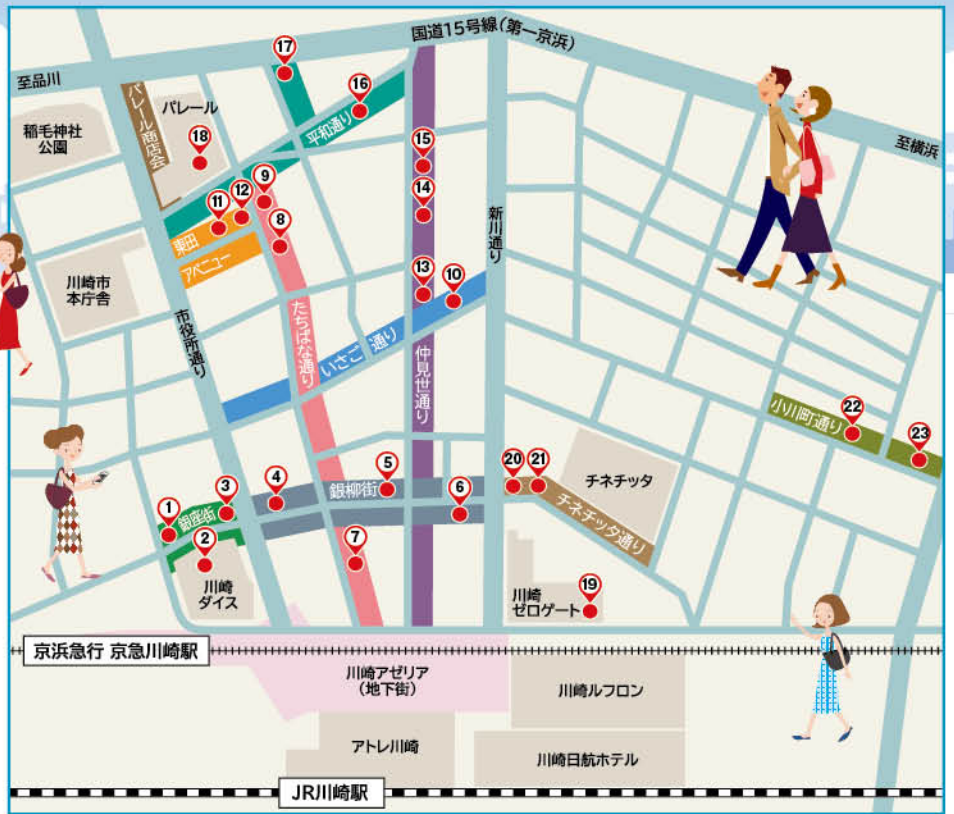 国道15号線(第一京浜)
至品川
至横浜
17
16
パレール商店会
パレール
稲毛神社
公園
18
平和通り
15
9
12
11
14
8
東田
アベニュー
新川通り
川崎市
本庁舎
13
10
市役所通り
たちばな通り
いさご通り
仲見世通り
小川町通り
22
23
5
4
3
1
銀座街
銀柳街
6
20
21
チネチッタ
チネチッタ通り
2
7
川崎
ダイス
19
川崎
ゼロゲート
京浜急行 京急川崎駅
川崎アゼリア
(地下街)
川崎ルフロン
アトレ川崎
川崎日航ホテル
JR川崎駅